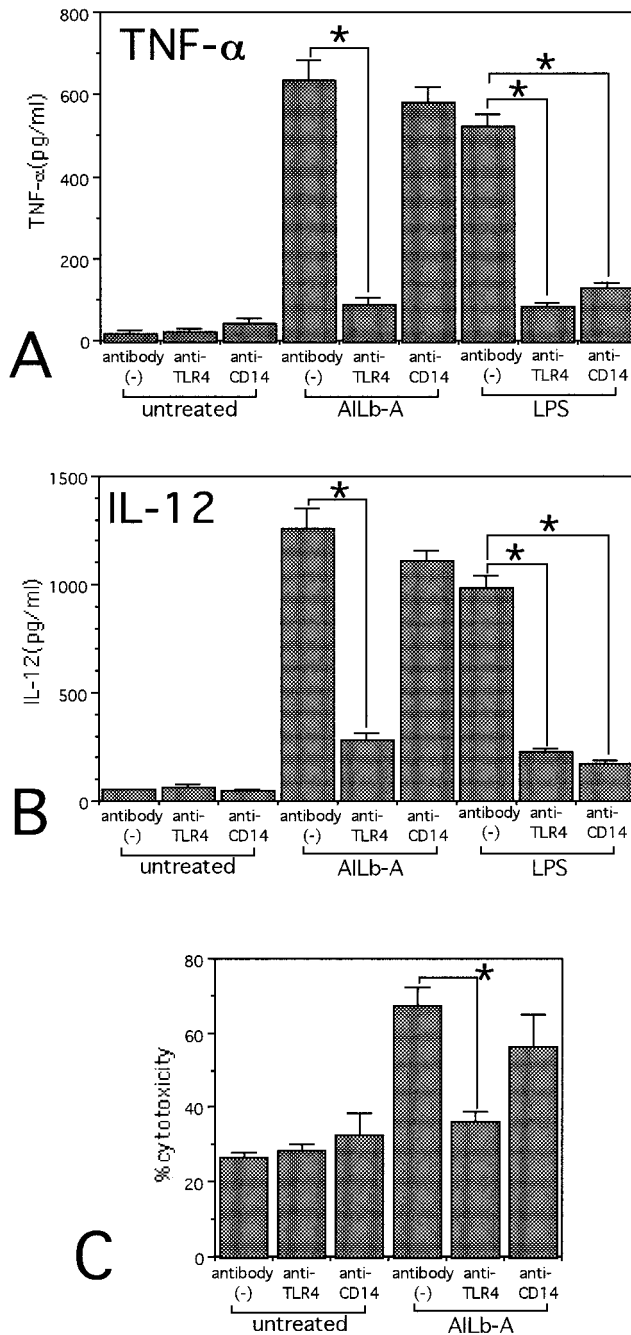 800
TNF-α
600
400
200
0
TNF-α(pg/ml)
* * *
antibody (-) anti-TLR4 anti-CD14 antibody (-) anti-TLR4 anti-CD14 antibody (-) anti-TLR4 anti-CD14
untreated AILb-A LPS
A
1500
IL-12
1000
500
0
IL-12(pg/ml)
* * *
antibody (-) anti-TLR4 anti-CD14 antibody (-) anti-TLR4 anti-CD14 antibody (-) anti-TLR4 anti-CD14
untreated AILb-A LPS
B
80
60
40
20
0
%cytotoxicity
*
antibody (-) anti-TLR4 anti-CD14 antibody (-) anti-TLR4 anti-CD14
untreated AILb-A
C